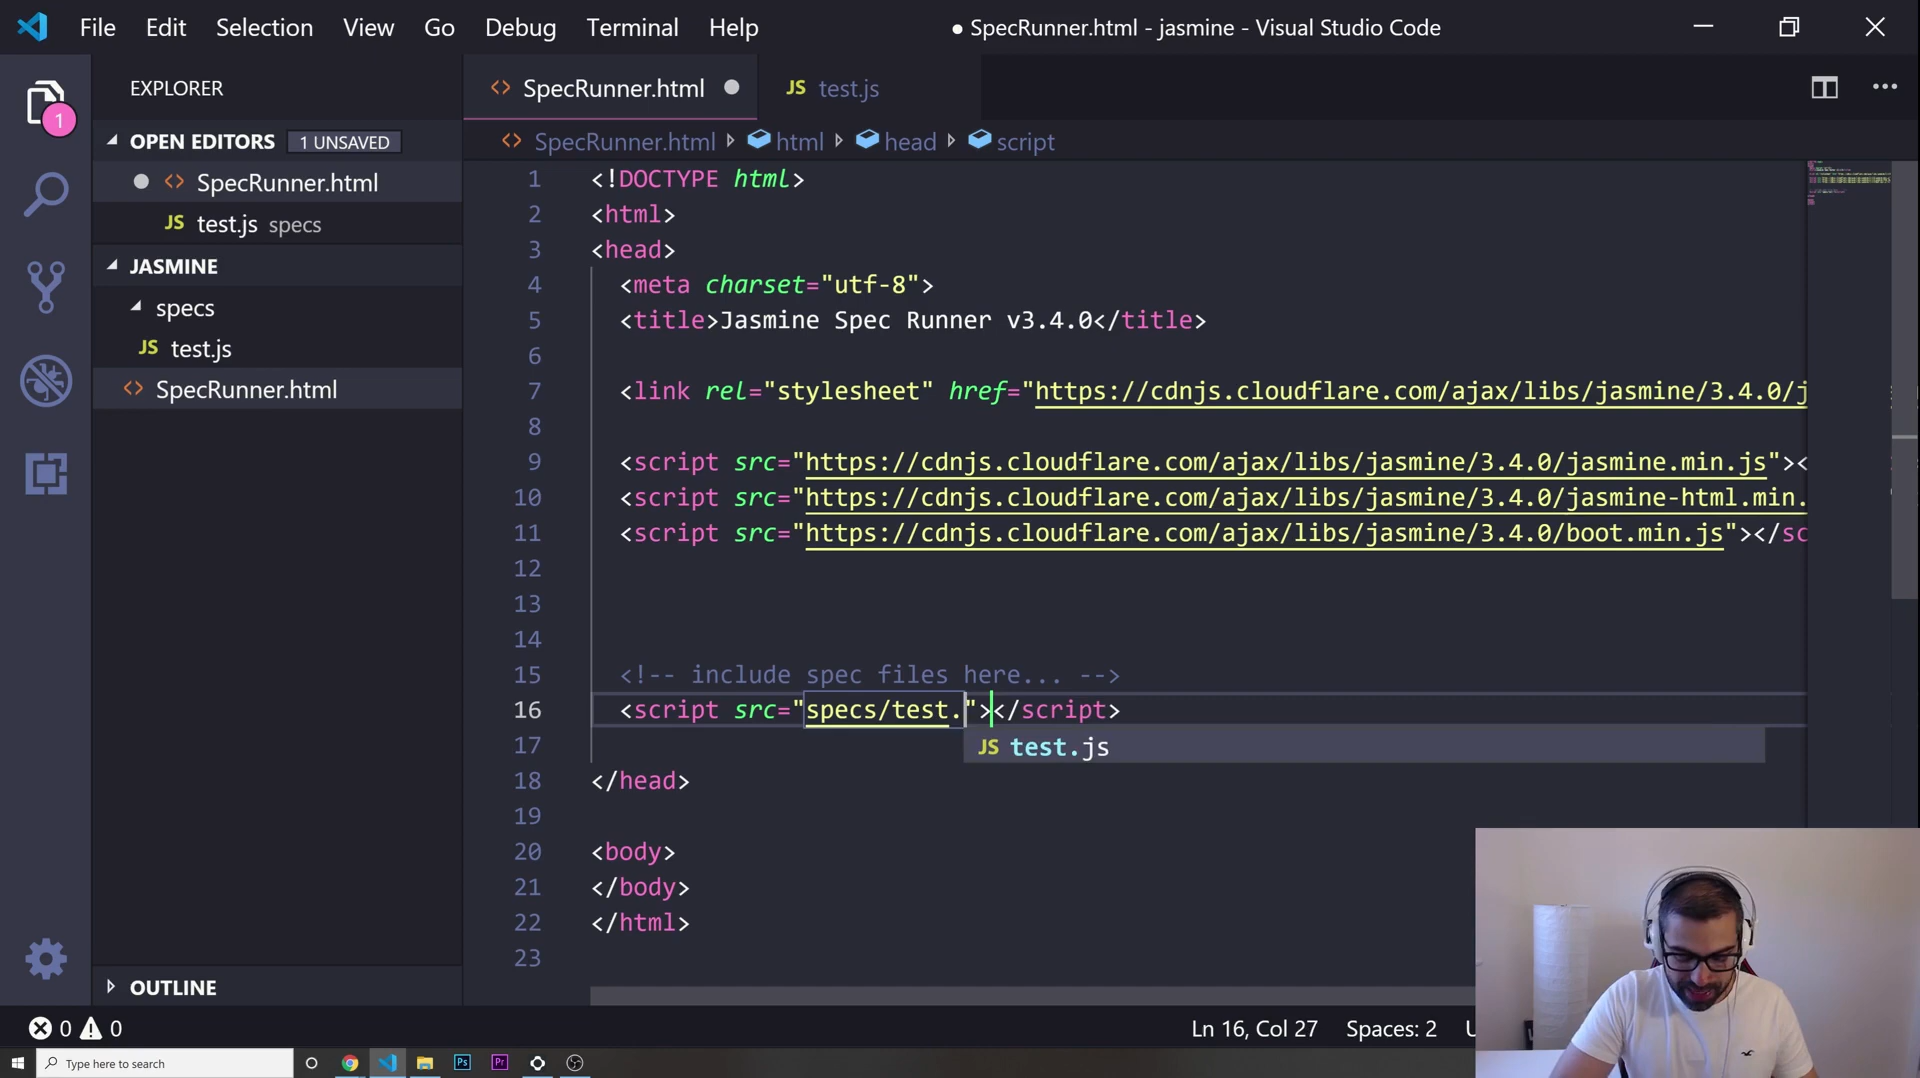 File Edit Selection View Go Debug Terminal Help
● SpecRunner.html - jasmine - Visual Studio Code
EXPLORER
1
OPEN EDITORS 1 UNSAVED
SpecRunner.html
JS test.js specs
JASMINE
specs
JS test.js
SpecRunner.html
OUTLINE
SpecRunner.html
JS test.js
SpecRunner.html html head script
1 <!DOCTYPE html>
2 <html>
3 <head>
4 <meta charset="utf-8">
5 <title>Jasmine Spec Runner v3.4.0</title>
6
7 <link rel="stylesheet" href="https://cdnjs.cloudflare.com/ajax/libs/jasmine/3.4.0/j
8
9 <script src="https://cdnjs.cloudflare.com/ajax/libs/jasmine/3.4.0/jasmine.min.js"><
10 <script src="https://cdnjs.cloudflare.com/ajax/libs/jasmine/3.4.0/jasmine-html.min.
11 <script src="https://cdnjs.cloudflare.com/ajax/libs/jasmine/3.4.0/boot.min.js"></sc
12
13
14
15 <!-- include spec files here... -->
16 <script src="specs/test."></script>
JS test.js
17
18 </head>
19
20 <body>
21 </body>
22 </html>
23
0 0
Ln 16, Col 27 Spaces: 2
Type here to search
Ps Pr